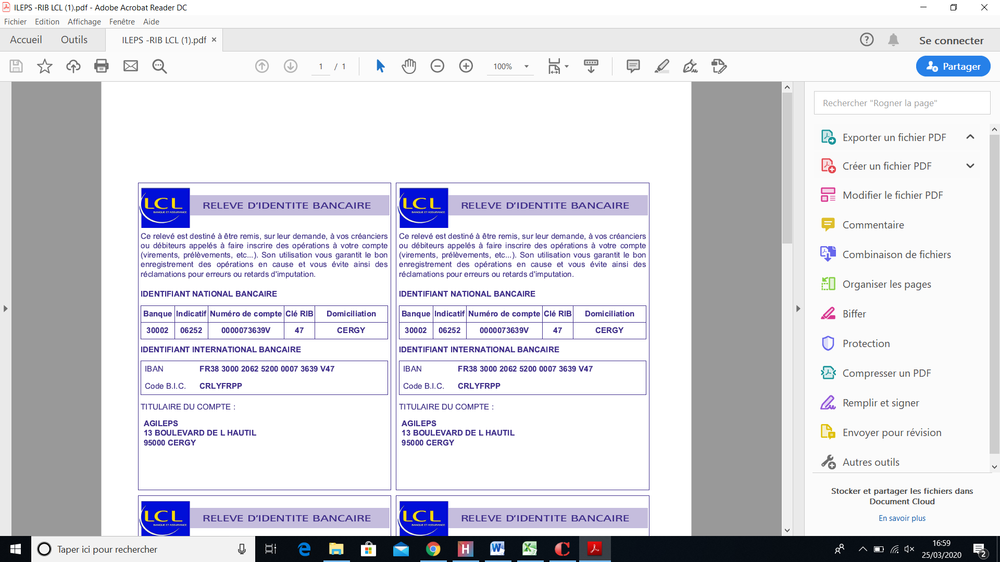 ILEPS -RIB LCL (1).pdf - Adobe Acrobat Reader DC
Fichier Edition Affichage Fenêtre Aide
Accueil Outils ILEPS -RIB LCL (1).pdf × Se connecter
1 / 1 100% Partager
Rechercher "Rogner la page"
Exporter un fichier PDF
Créer un fichier PDF
Modifier le fichier PDF
Commentaire
Combinaison de fichiers
Organiser les pages
Biffer
Protection
Compresser un PDF
Remplir et signer
Envoyer pour révision
Autres outils
Stocker et partager les fichiers dans
Document Cloud
En savoir plus
LCL
BANQUE ET ASSURANCE
RELEVE D'IDENTITE BANCAIRE
Ce relevé est destiné à être remis, sur leur demande, à vos créanciers
ou débiteurs appelés à faire inscrire des opérations à votre compte
(virements, prélèvements, etc...). Son utilisation vous garantit le bon
enregistrement des opérations en cause et vous évite ainsi des
réclamations pour erreurs ou retards d'imputation.
IDENTIFIANT NATIONAL BANCAIRE
Banque Indicatif Numéro de compte Clé RIB Domiciliation
30002 06252 0000073639V 47 CERGY
IDENTIFIANT INTERNATIONAL BANCAIRE
IBAN FR38 3000 2062 5200 0007 3639 V47
Code B.I.C. CRLYFRPP
TITULAIRE DU COMPTE :
AGILEPS
13 BOULEVARD DE L HAUTIL
95000 CERGY
LCL
BANQUE ET ASSURANCE
RELEVE D'IDENTITE BANCAIRE
Ce relevé est destiné à être remis, sur leur demande, à vos créanciers
ou débiteurs appelés à faire inscrire des opérations à votre compte
(virements, prélèvements, etc...). Son utilisation vous garantit le bon
enregistrement des opérations en cause et vous évite ainsi des
réclamations pour erreurs ou retards d'imputation.
IDENTIFIANT NATIONAL BANCAIRE
Banque Indicatif Numéro de compte Clé RIB Domiciliation
30002 06252 0000073639V 47 CERGY
IDENTIFIANT INTERNATIONAL BANCAIRE
IBAN FR38 3000 2062 5200 0007 3639 V47
Code B.I.C. CRLYFRPP
TITULAIRE DU COMPTE :
AGILEPS
13 BOULEVARD DE L HAUTIL
95000 CERGY
LCL
BANQUE ET ASSURANCE
RELEVE D'IDENTITE BANCAIRE
LCL
BANQUE ET ASSURANCE
RELEVE D'IDENTITE BANCAIRE
Taper ici pour rechercher
16:59
25/03/2020
2